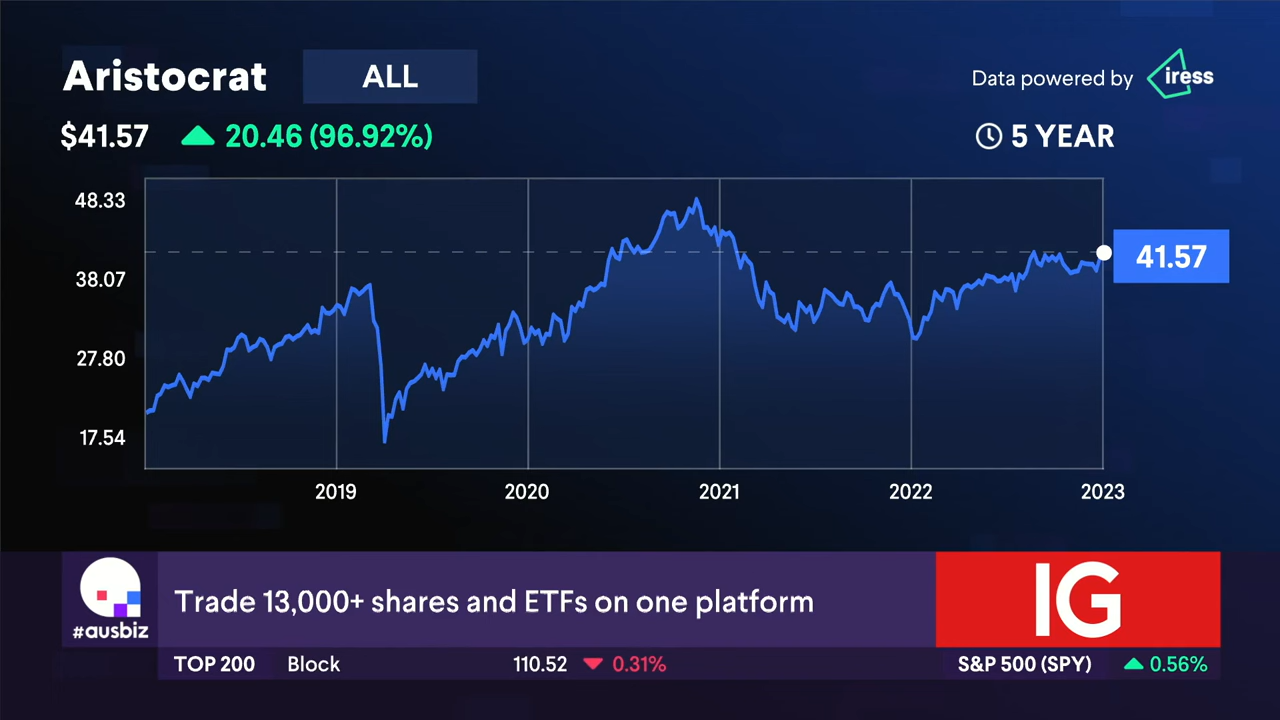 Aristocrat ALL
Data powered by iress
$41.57 ▲ 20.46 (96.92%)
5 YEAR
48.33
38.07
27.80
17.54
41.57
2019 2020 2021 2022 2023
#ausbiz
Trade 13,000+ shares and ETFs on one platform
IG
TOP 200 Block 110.52 ▼ 0.31% S&P 500 (SPY) ▲ 0.56%